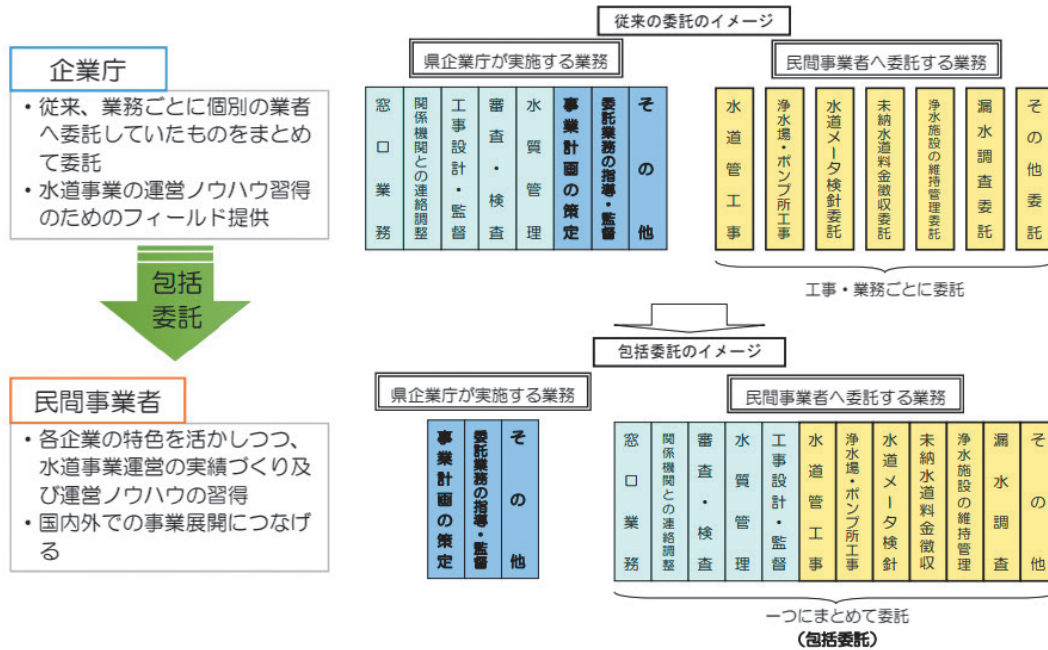 企業庁
・従来、業務ごとに個別の業者
へ委託していたものをまとめ
て委託
・水道事業の運営ノウハウ習得
のためのフィールド提供
包括
委託
民間事業者
・各企業の特色を活かしつつ、
水道事業運営の実績づくり及
び運営ノウハウの習得
・国内外での事業展開につなげ
る
従来の委託のイメージ
県企業庁が実施する業務
窓口業務
関係機関との連絡調整
工事設計・監督
審査・検査
水質管理
事業計画の策定
委託業務の指導・監督
その他
民間事業者へ委託する業務
水道管工事
浄水場・ポンプ所工事
水道メータ検針委託
未納水道料金徴収委託
浄水施設の維持管理委託
漏水調査委託
その他委託
工事・業務ごとに委託
包括委託のイメージ
県企業庁が実施する業務
事業計画の策定
委託業務の指導・監督
その他
民間事業者へ委託する業務
窓口業務
関係機関との連絡調整
審査・検査
水質管理
工事設計・監督
水道管工事
浄水場・ポンプ所工事
水道メータ検針
未納水道料金徴収
浄水施設の維持管理
漏水調査
その他
一つにまとめて委託
(包括委託)